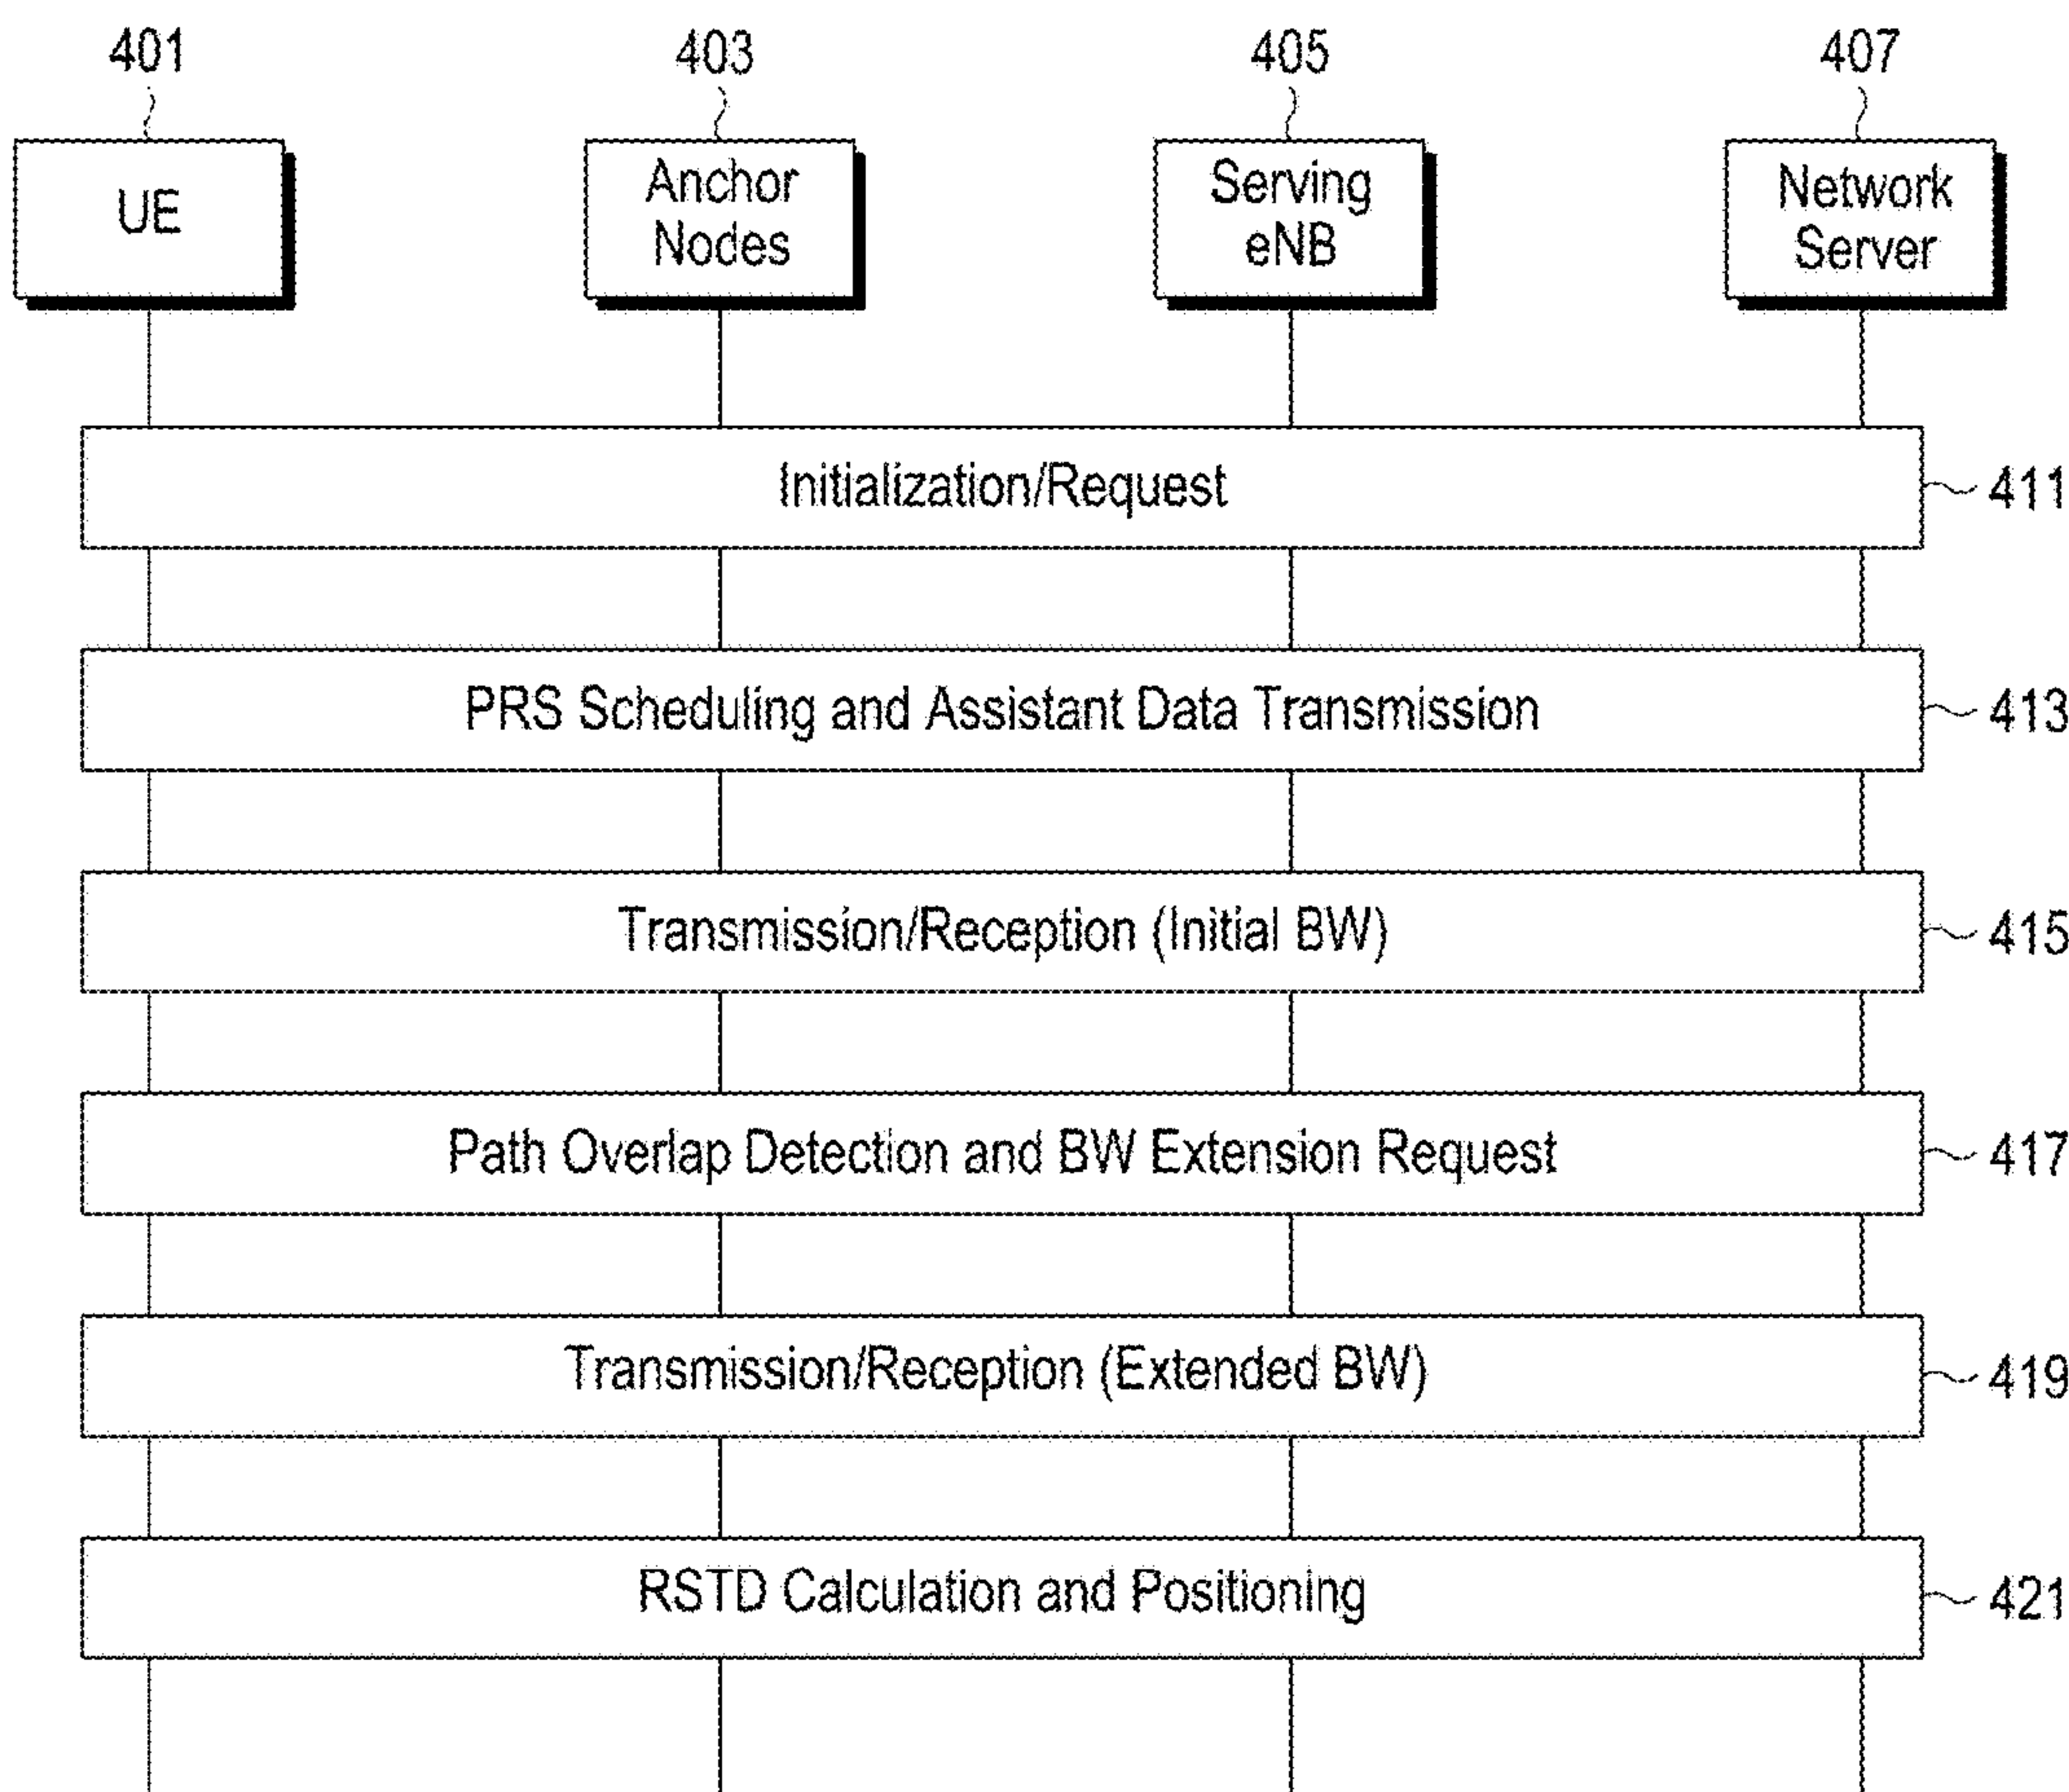 401
403
405
407
UE
Anchor
Nodes
Serving
eNB
Network
Server
Initialization/Request
411
PRS Scheduling and Assistant Data Transmission
413
Transmission/Reception (Initial BW)
415
Path Overlap Detection and BW Extension Request
417
Transmission/Reception (Extended BW)
419
RSTD Calculation and Positioning
421